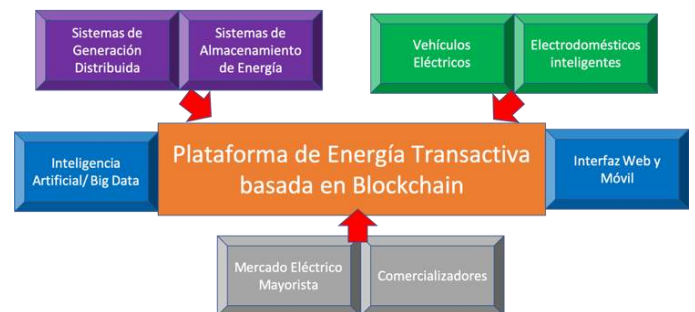 Sistemas de
Generación
Distribuida
Sistemas de
Almacenamiento
de Energía
Vehículos
Eléctricos
Electrodomésticos
inteligentes
Inteligencia
Artificial/ Big Data
Plataforma de Energía Transactiva
basada en Blockchain
Interfaz Web y
Móvil
Mercado Eléctrico
Mayorista
Comercializadores